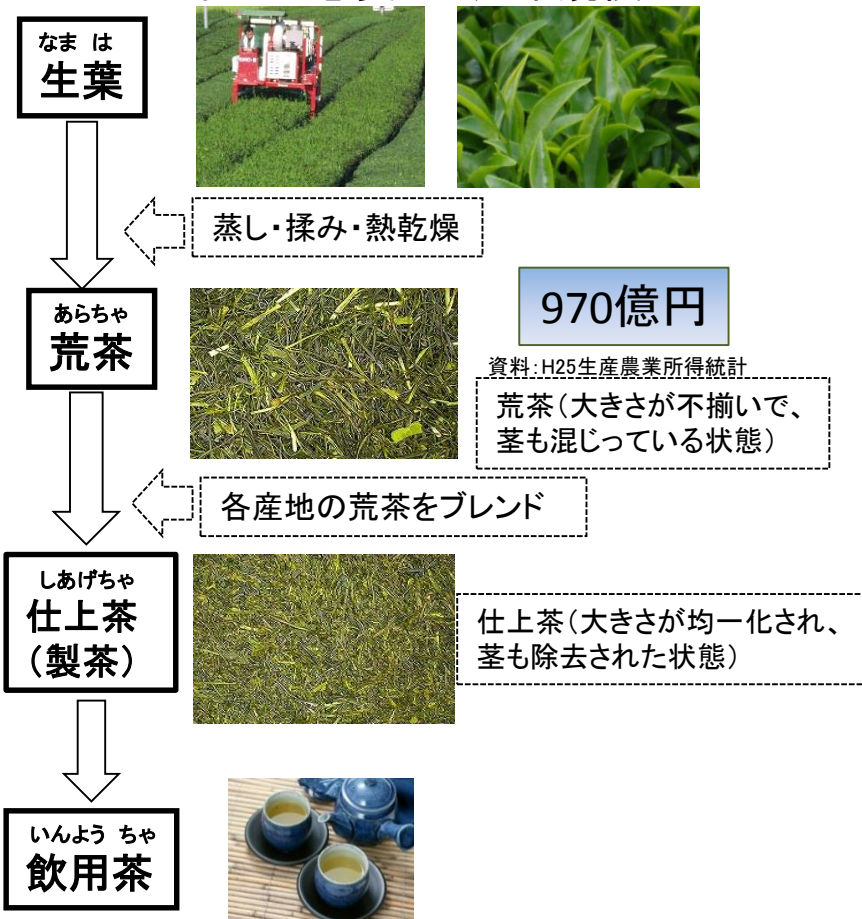 なま は
生葉
蒸し・揉み・熱乾燥
あらちゃ
荒茶
970億円
資料：H25生産農業所得統計
荒茶（大きさが不揃いで、
茎も混じっている状態）
各産地の荒茶をブレンド
しあげちゃ
仕上茶
（製茶）
仕上茶（大きさが均一化され、
茎も除去された状態）
いんよう ちゃ
飲用茶